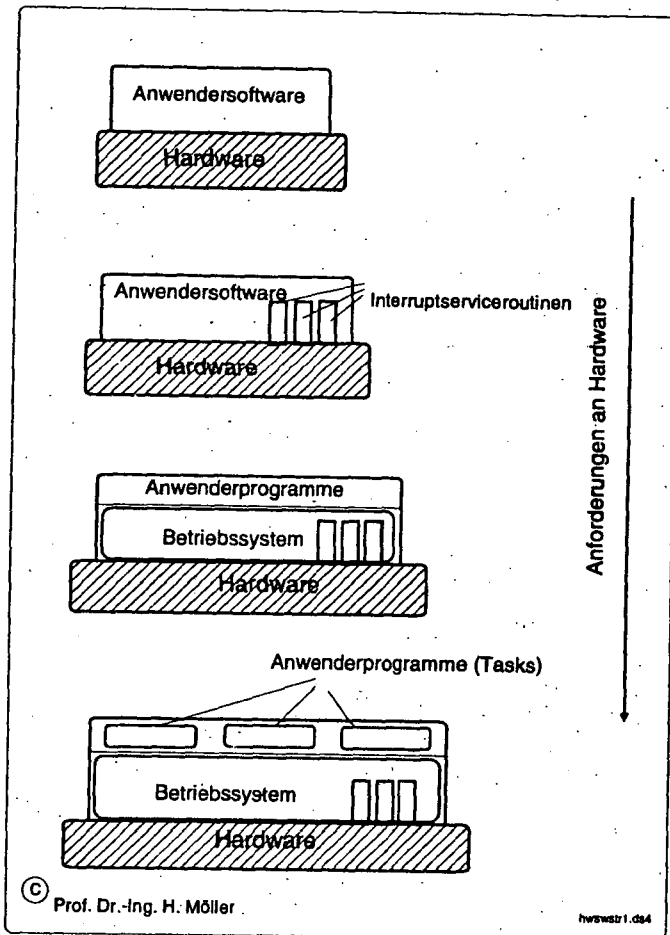 Anwendersoftware
Hardware
Anwendersoftware
Interruptserviceroutinen
Hardware
Anwenderprogramme
Betriebssystem
Hardware
Anwenderprogramme (Tasks)
Betriebssystem
Hardware
Anforderungen an Hardware
© Prof. Dr.-Ing. H. Möller
hwswstr1.ds4